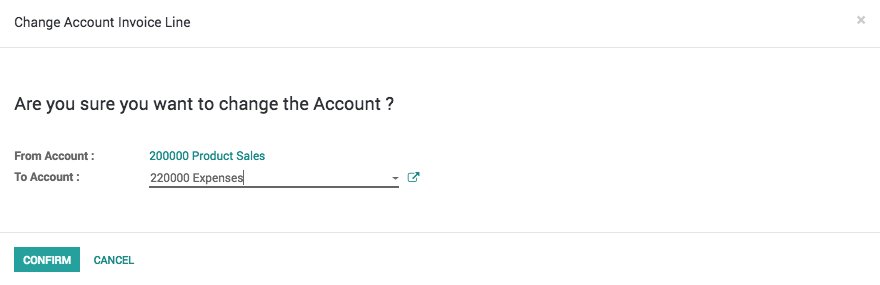 Change Account Invoice Line
×
Are you sure you want to change the Account ?
From Account : 200000 Product Sales
To Account : 220000 Expenses
CONFIRM CANCEL